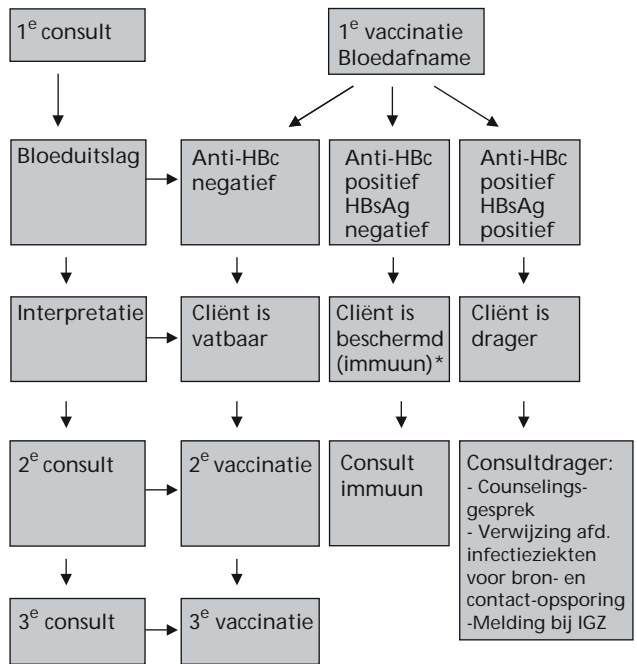 1e consult
1e vaccinatie
Bloedafname
Bloeduitslag
Anti-HBc
negatief
Anti-HBc
positief
HBsAg
negatief
Anti-HBc
positief
HBsAg
positief
Interpretatie
Cliënt is
vatbaar
Cliënt is
beschermd
(immuun)*
Cliënt is
drager
2e consult
2e vaccinatie
Consult
immuun
Consultdrager:
- Counselings-
gesprek
- Verwijzing afd.
infectieziekten
voor bron- en
contact-opsporing
-Melding bij IGZ
3e consult
3e vaccinatie